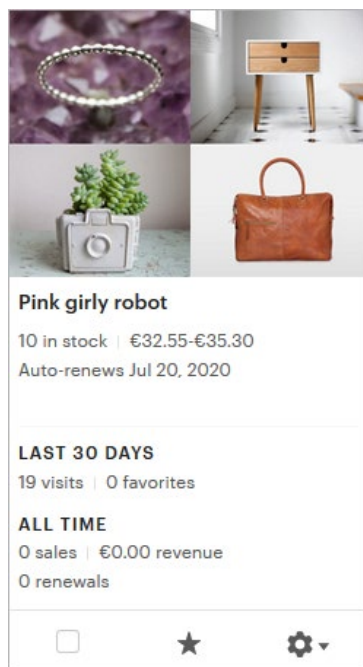 Pink girly robot
10 in stock | €32.55-€35.30
Auto-renews Jul 20, 2020
LAST 30 DAYS
19 visits | 0 favorites
ALL TIME
0 sales | €0.00 revenue
0 renewals